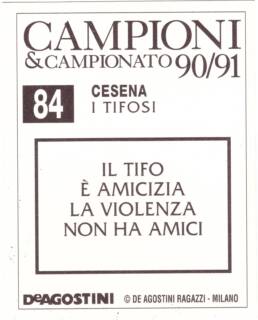 CAMPIONI
& CAMPIONATO 90/91
84 CESENA
I TIFOSI
IL TIFO
È AMICIZIA
LA VIOLENZA
NON HA AMICI
DeAGOSTINI © DE AGOSTINI RAGAZZI - MILANO